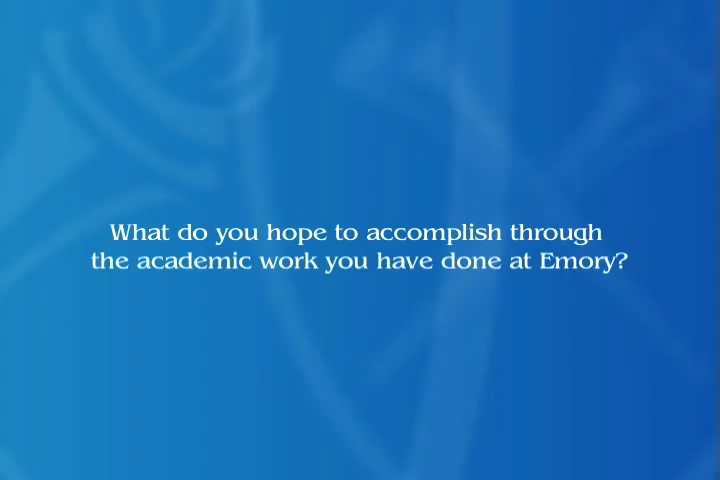 What do you hope to accomplish through
the academic work you have done at Emory?